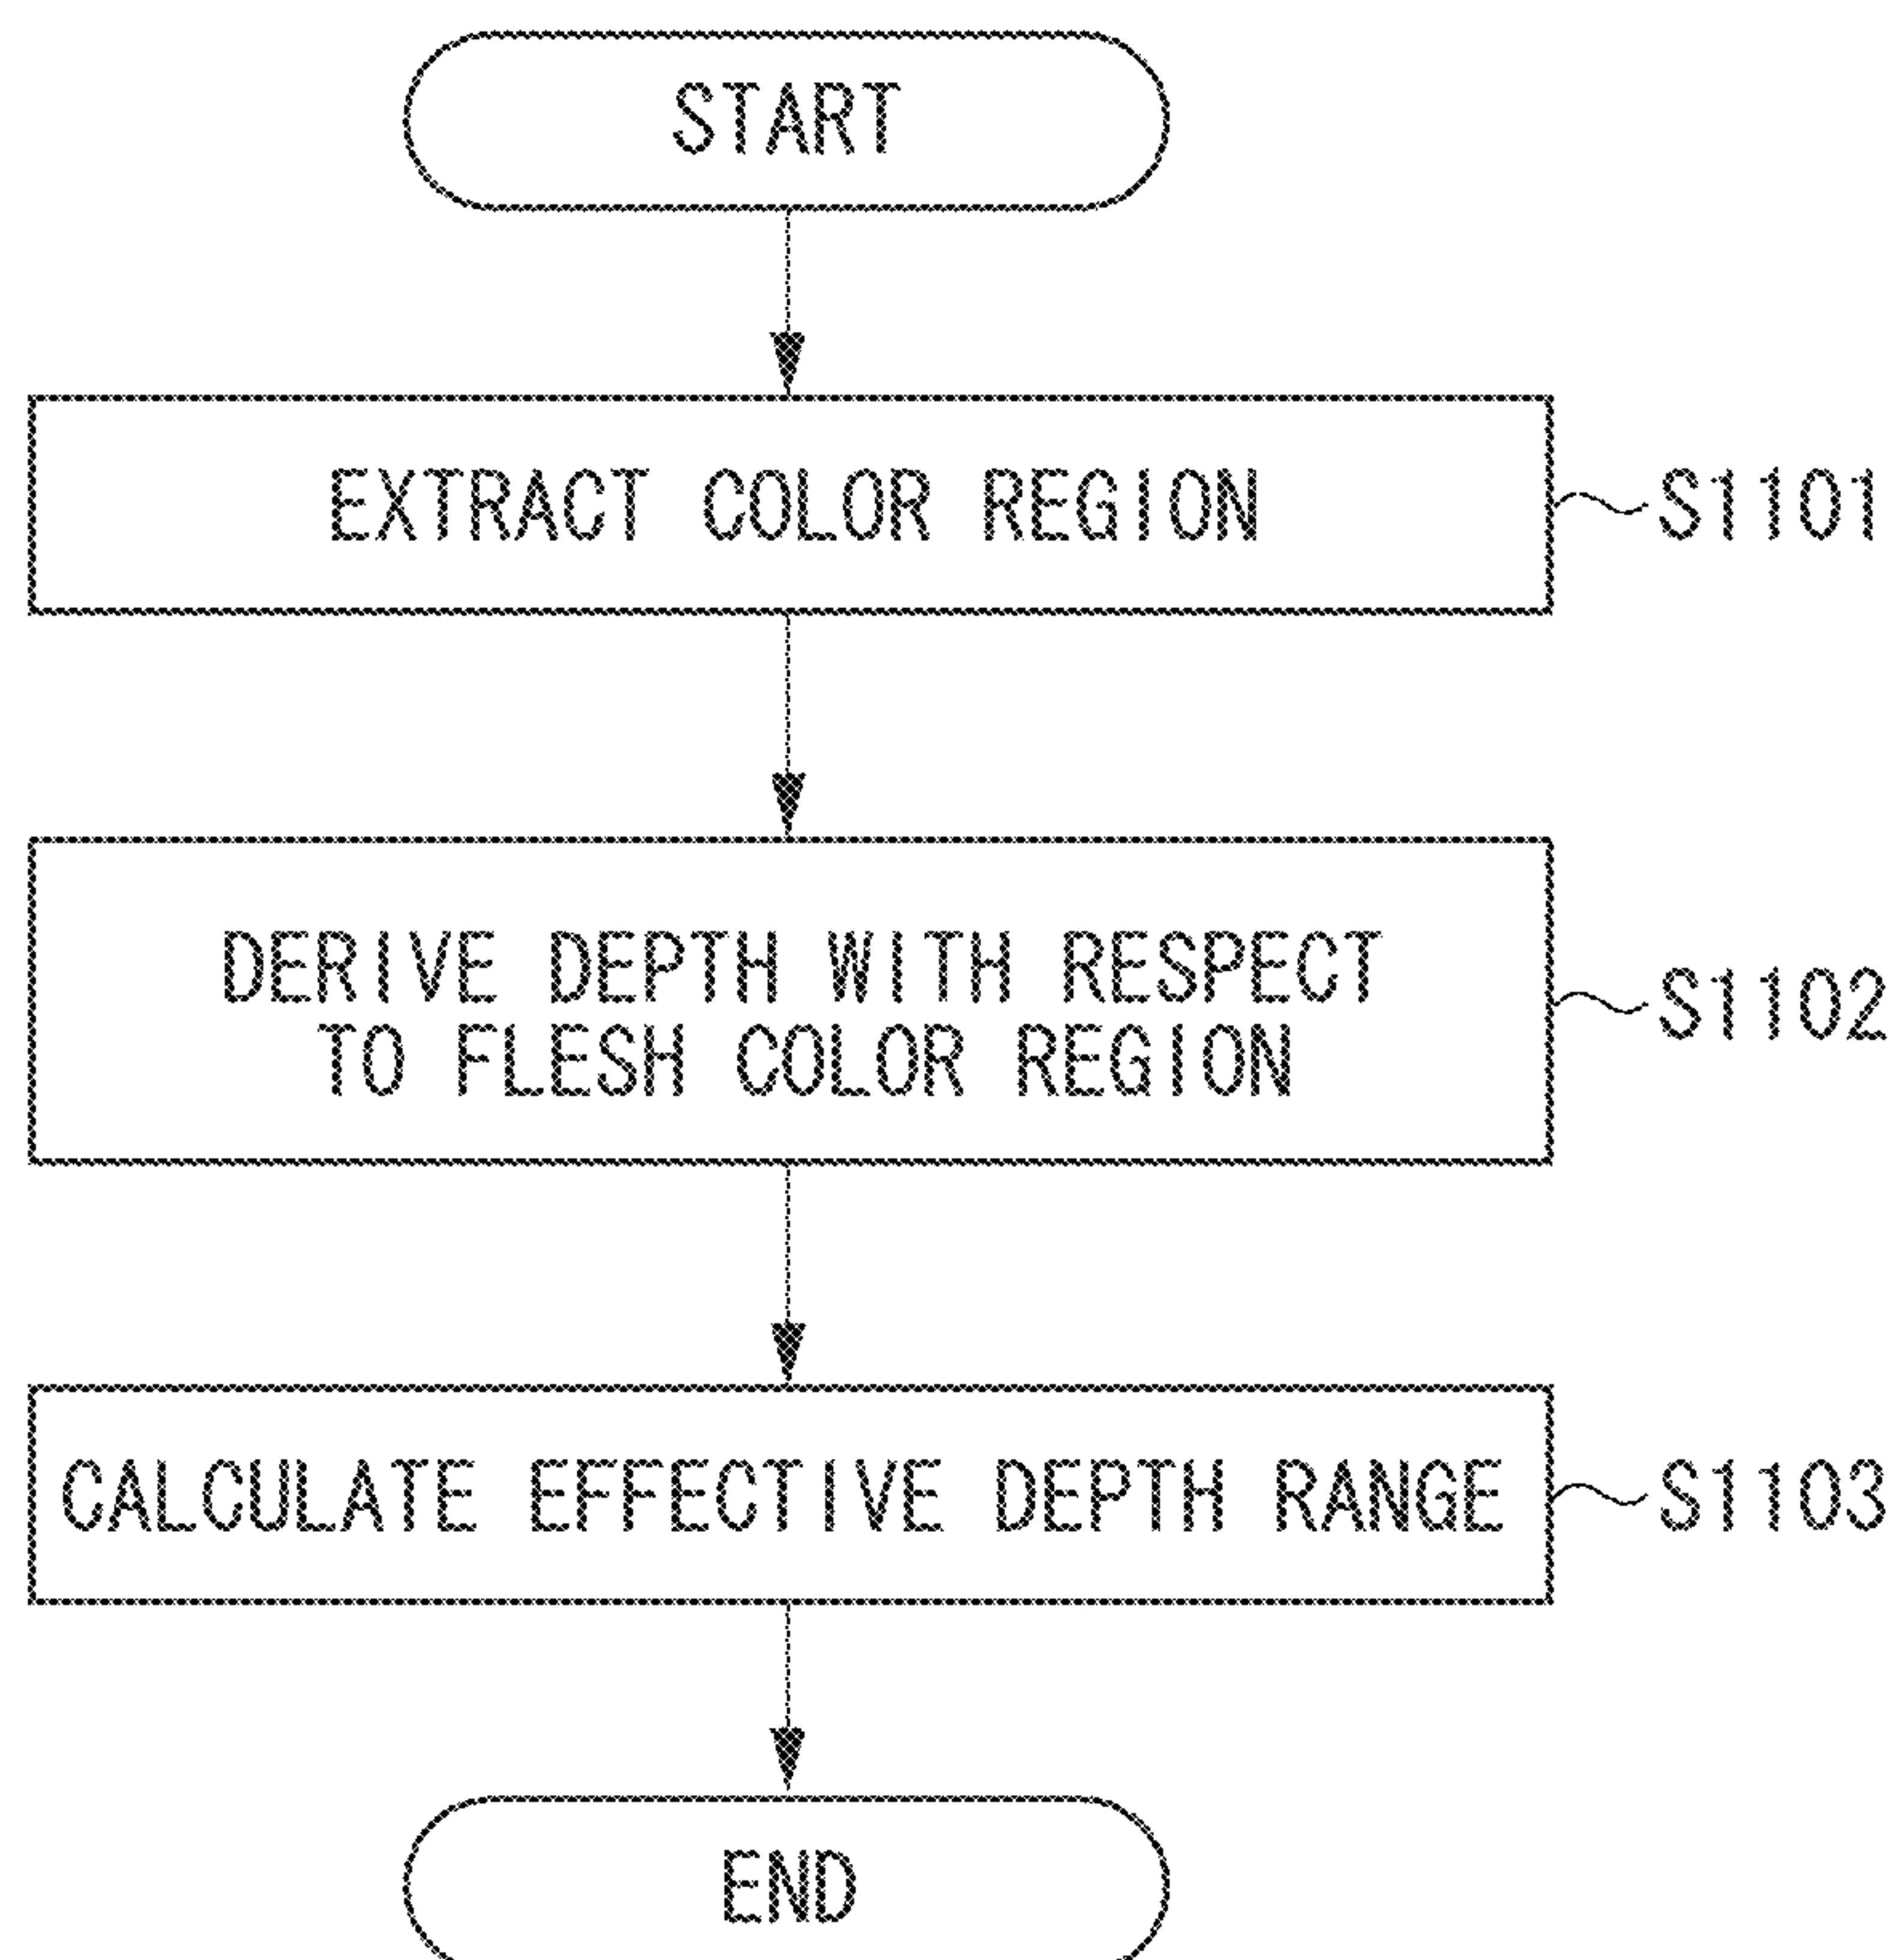 START
EXTRACT COLOR REGION
S1101
DERIVE DEPTH WITH RESPECT
TO FLESH COLOR REGION
S1102
CALCULATE EFFECTIVE DEPTH RANGE
S1103
END